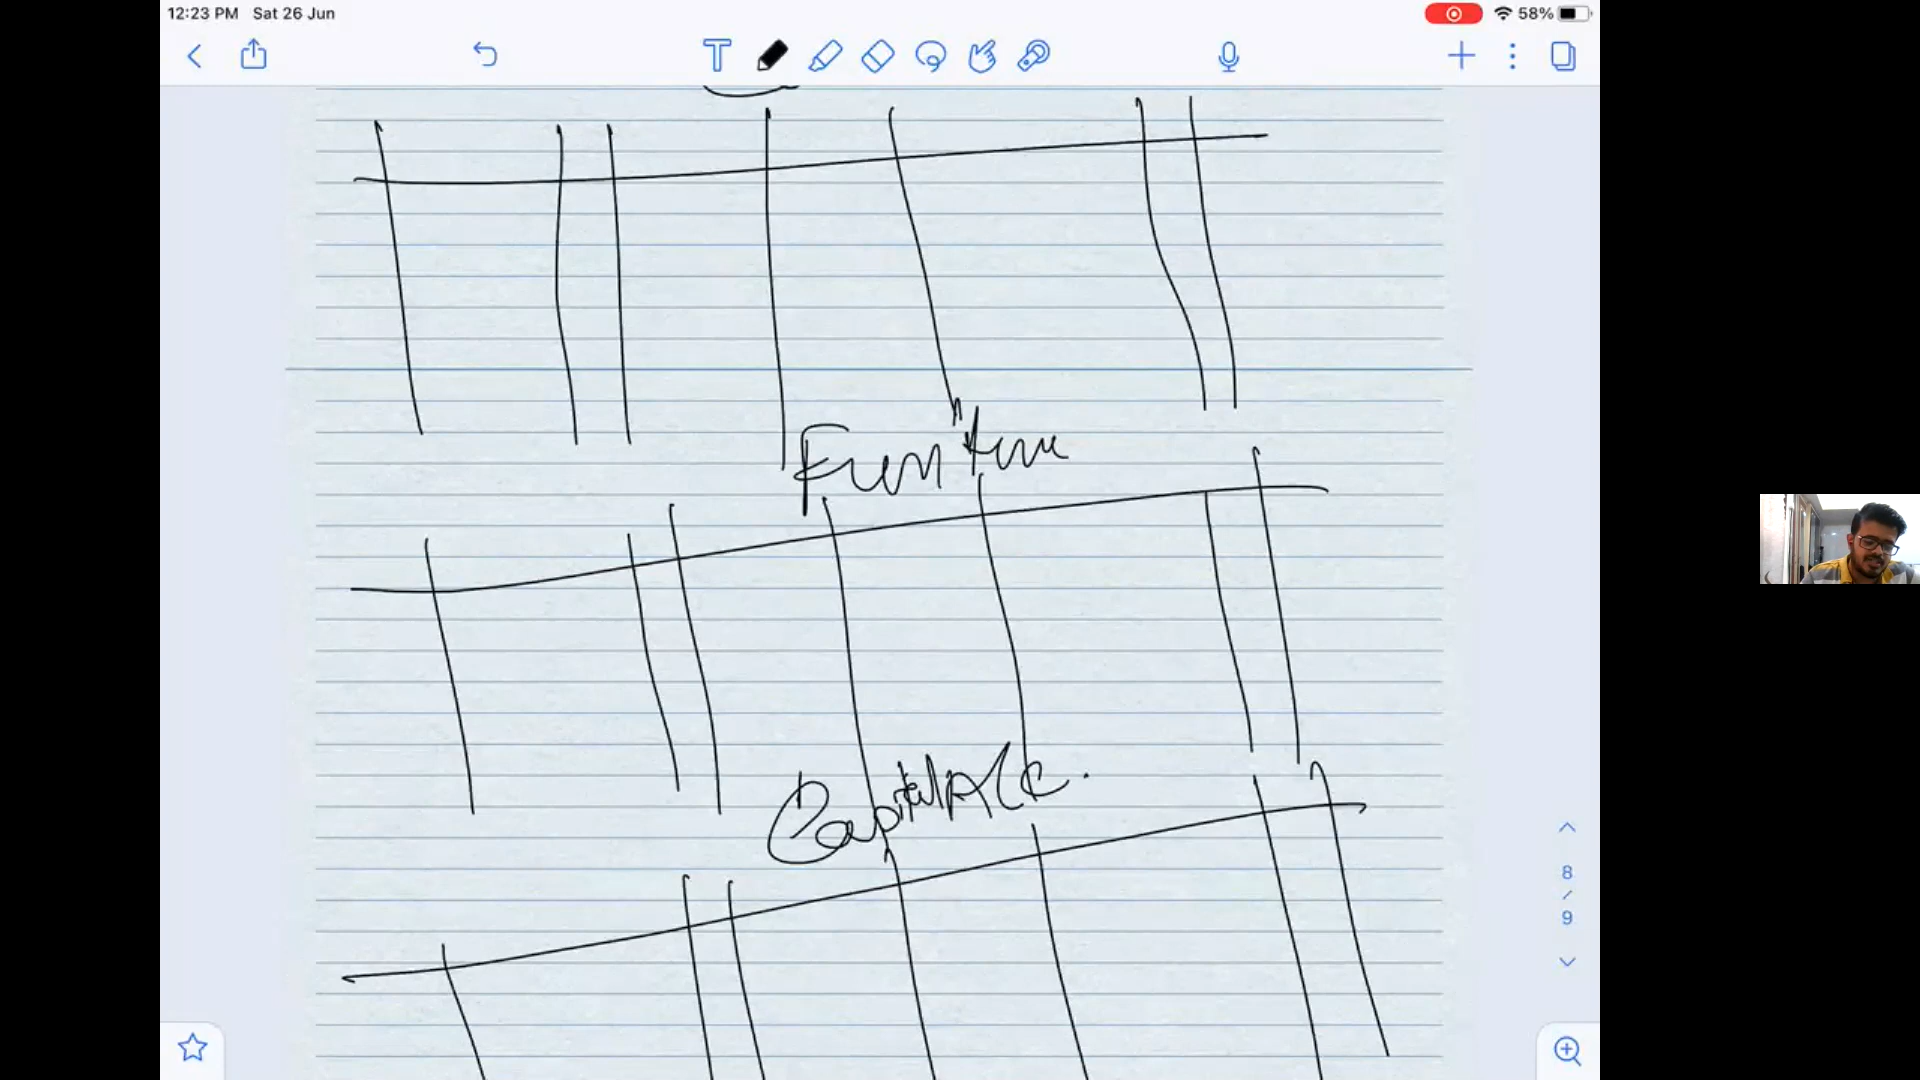 12:23 PM Sat 26 Jun
58%
T
Furniture
Capital A/c.
8
/
9